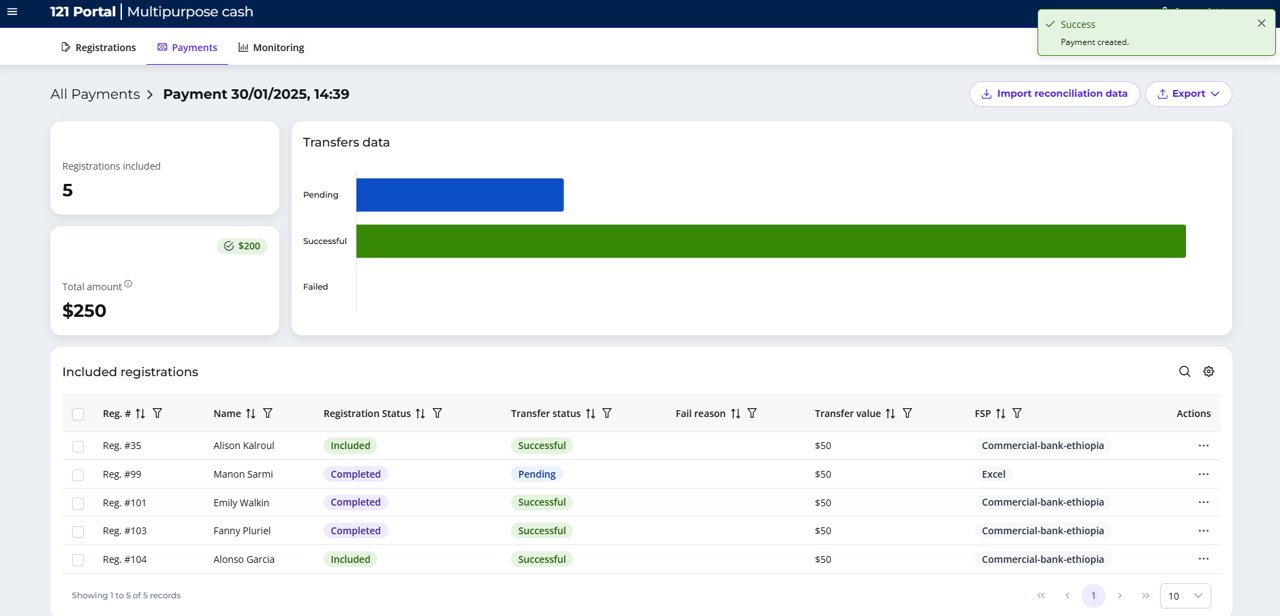 121 Portal | Multipurpose cash
Success
Payment created.
Registrations
Payments
Monitoring
All Payments > Payment 30/01/2025, 14:39
Import reconciliation data
Export
Registrations included
5
$200
Total amount
$250
Transfers data
Pending
Successful
Failed
Included registrations
Reg. # Name Registration Status Transfer status Fail reason Transfer value FSP Actions
Reg. #35 Alison Kalroul Included Successful $50 Commercial-bank-ethiopia ...
Reg. #99 Manon Sarmi Completed Pending $50 Excel ...
Reg. #101 Emily Walkin Completed Successful $50 Commercial-bank-ethiopia ...
Reg. #103 Fanny Pluriel Completed Successful $50 Commercial-bank-ethiopia ...
Reg. #104 Alonso Garcia Included Successful $50 Commercial-bank-ethiopia ...
Showing 1 to 5 of 5 records
« ‹ 1 › » 10